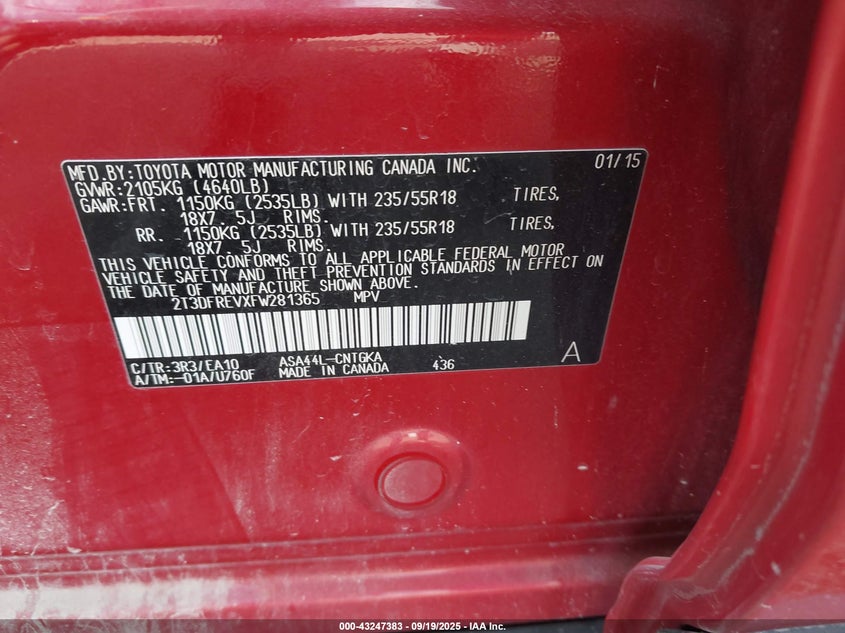 MFD.BY:TOYOTA MOTOR MANUFACTURING CANADA INC. 01/15
GVWR:2105KG (4640LB)
GAWR:FRT. 1150KG (2535LB) WITH 235/55R18 TIRES,
18X7. 5J RIMS.
RR. 1150KG (2535LB) WITH 235/55R18 TIRES,
18X7. 5J RIMS.
THIS VEHICLE CONFORMS TO ALL APPLICABLE FEDERAL MOTOR
VEHICLE SAFETY AND THEFT PREVENTION STANDARDS IN EFFECT ON
THE DATE OF MANUFACTURE SHOWN ABOVE.
2T3DFREVXFW281365 MPV
C/TR:3R3/EA10 ASA44L-CNTGKA 436 A
A/TM:-01A/U760F MADE IN CANADA
000-43247383 - 09/19/2025 - IAA Inc.